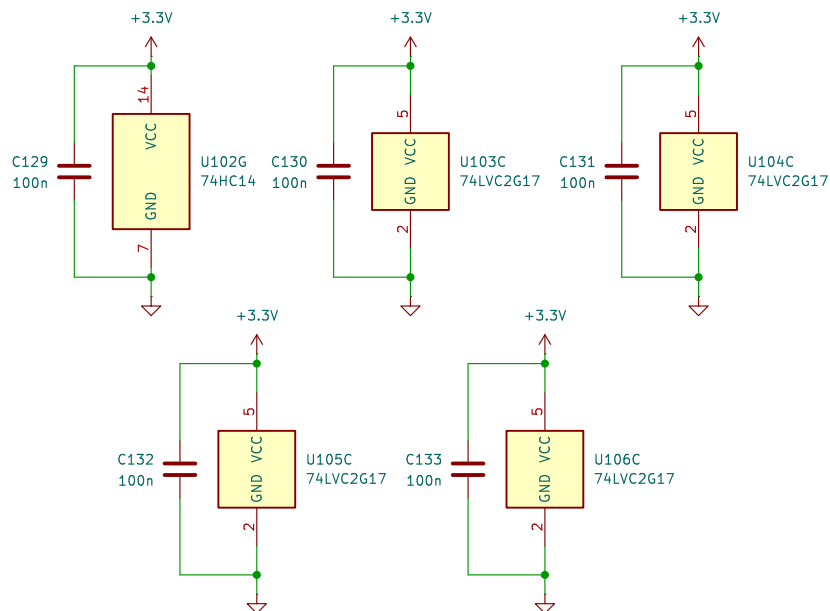 +3.3V
14
VCC
GND
7
C129
100n
U102G
74HC14
+3.3V
5
VCC
GND
2
C130
100n
U103C
74LVC2G17
+3.3V
5
VCC
GND
2
C131
100n
U104C
74LVC2G17
+3.3V
5
VCC
GND
2
C132
100n
U105C
74LVC2G17
+3.3V
5
VCC
GND
2
C133
100n
U106C
74LVC2G17